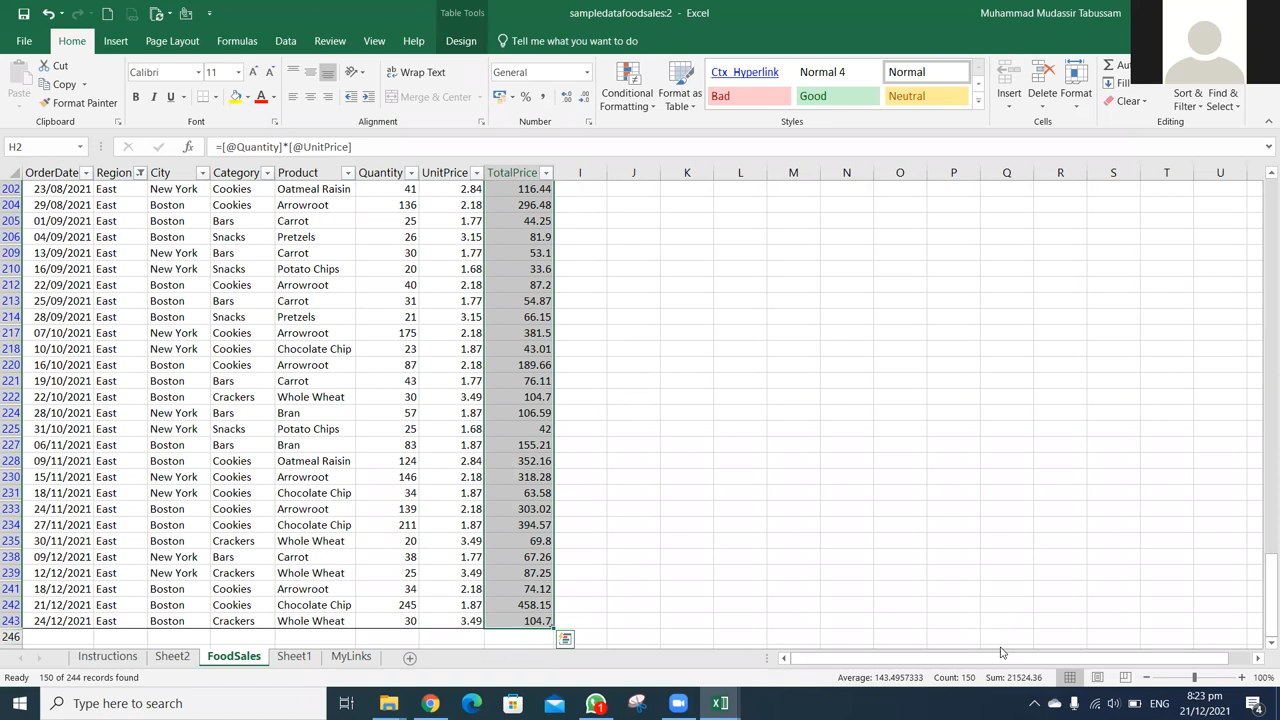 Table Tools
sampledatafoodsales:2 - Excel
Muhammad Mudassir Tabussam
File Home Insert Page Layout Formulas Data Review View Help Design Tell me what you want to do
Paste
Cut
Copy
Format Painter
Clipboard
Calibri 11
B I U
Font
Wrap Text
Merge & Center
Alignment
General
Number
Conditional Formatting
Format as Table
Ctx_Hyperlink Normal 4 Normal
Bad Good Neutral
Styles
Insert Delete Format
Cells
Fill
Clear
Sort & Filter
Find & Select
Editing
H2 =[@Quantity]*[@UnitPrice]
OrderDate Region City Category Product Quantity UnitPrice TotalPrice I J K L M N O P Q R S T U
202 23/08/2021 East New York Cookies Oatmeal Raisin 41 2.84 116.44
204 29/08/2021 East Boston Cookies Arrowroot 136 2.18 296.48
205 01/09/2021 East Boston Bars Carrot 25 1.77 44.25
206 04/09/2021 East Boston Snacks Pretzels 26 3.15 81.9
209 13/09/2021 East New York Bars Carrot 30 1.77 53.1
210 16/09/2021 East New York Snacks Potato Chips 20 1.68 33.6
212 22/09/2021 East Boston Cookies Arrowroot 40 2.18 87.2
213 25/09/2021 East Boston Bars Carrot 31 1.77 54.87
214 28/09/2021 East Boston Snacks Pretzels 21 3.15 66.15
217 07/10/2021 East New York Cookies Arrowroot 175 2.18 381.5
218 10/10/2021 East New York Cookies Chocolate Chip 23 1.87 43.01
220 16/10/2021 East Boston Cookies Arrowroot 87 2.18 189.66
221 19/10/2021 East Boston Bars Carrot 43 1.77 76.11
222 22/10/2021 East Boston Crackers Whole Wheat 30 3.49 104.7
224 28/10/2021 East New York Bars Bran 57 1.87 106.59
225 31/10/2021 East New York Snacks Potato Chips 25 1.68 42
227 06/11/2021 East Boston Bars Bran 83 1.87 155.21
228 09/11/2021 East Boston Cookies Oatmeal Raisin 124 2.84 352.16
230 15/11/2021 East New York Cookies Arrowroot 146 2.18 318.28
231 18/11/2021 East New York Cookies Chocolate Chip 34 1.87 63.58
233 24/11/2021 East Boston Cookies Arrowroot 139 2.18 303.02
234 27/11/2021 East Boston Cookies Chocolate Chip 211 1.87 394.57
235 30/11/2021 East Boston Crackers Whole Wheat 20 3.49 69.8
238 09/12/2021 East New York Bars Carrot 38 1.77 67.26
239 12/12/2021 East New York Crackers Whole Wheat 25 3.49 87.25
241 18/12/2021 East Boston Cookies Arrowroot 34 2.18 74.12
242 21/12/2021 East Boston Cookies Chocolate Chip 245 1.87 458.15
243 24/12/2021 East Boston Crackers Whole Wheat 30 3.49 104.7
246
Instructions Sheet2 FoodSales Sheet1 MyLinks
Ready 150 of 244 records found Average: 143.4957333 Count: 150 Sum: 21524.36 100%
Type here to search
1
ENG
8:23 pm
21/12/2021
4